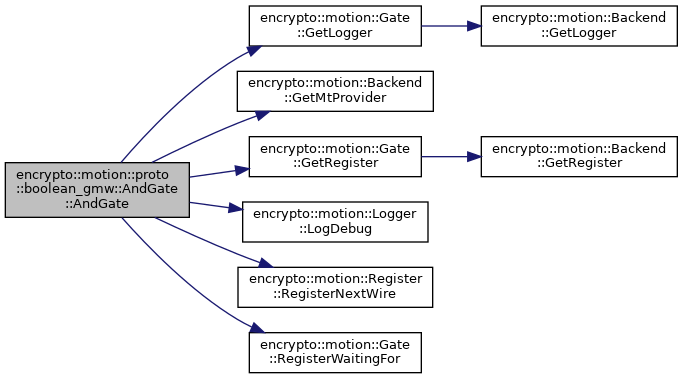 encrypto::motion::proto
::boolean_gmw::AndGate
::AndGate
encrypto::motion::Gate
::GetLogger
encrypto::motion::Backend
::GetLogger
encrypto::motion::Backend
::GetMtProvider
encrypto::motion::Gate
::GetRegister
encrypto::motion::Backend
::GetRegister
encrypto::motion::Logger
::LogDebug
encrypto::motion::Register
::RegisterNextWire
encrypto::motion::Gate
::RegisterWaitingFor